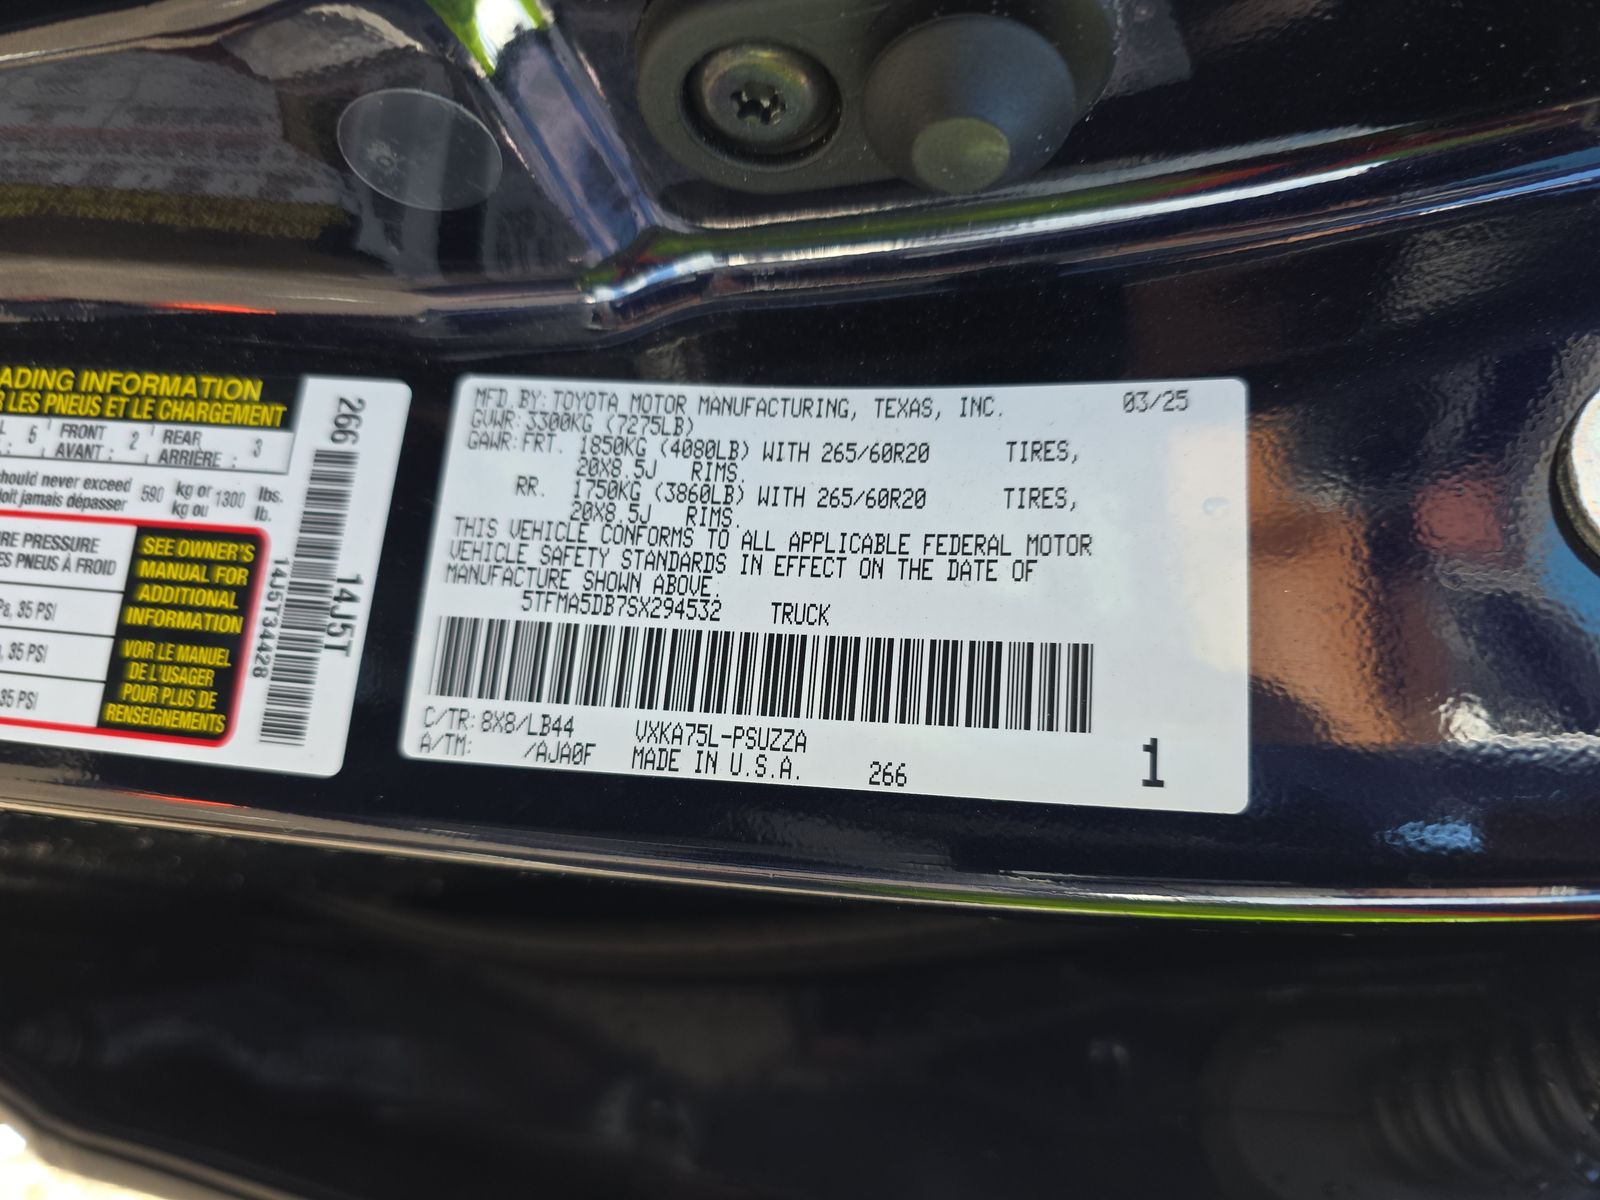 ADING INFORMATION
R LES PNEUS ET LE CHARGEMENT
L : 5 FRONT AVANT : 2 REAR ARRIÈRE : 3
should never exceed 590 kg or 1300 lbs.
doit jamais dépasser kg ou lb.
RE PRESSURE
ES PNEUS À FROID
Pa, 35 PSI
, 35 PSI
35 PSI
SEE OWNER'S
MANUAL FOR
ADDITIONAL
INFORMATION
VOIR LE MANUEL
DE L'USAGER
POUR PLUS DE
RENSEIGNEMENTS
266
14J5T
14J5T34428
MFD.BY: TOYOTA MOTOR MANUFACTURING, TEXAS, INC. 03/25
GVWR: 3300KG (7275LB)
GAWR: FRT. 1850KG (4080LB) WITH 265/60R20 TIRES,
20X8.5J RIMS.
RR. 1750KG (3860LB) WITH 265/60R20 TIRES,
20X8.5J RIMS.
THIS VEHICLE CONFORMS TO ALL APPLICABLE FEDERAL MOTOR
VEHICLE SAFETY STANDARDS IN EFFECT ON THE DATE OF
MANUFACTURE SHOWN ABOVE.
5TFMA5DB7SX294532 TRUCK
C/TR: 8X8/LB44 VXKA75L-PSUZZA
A/TM: /AJA0F MADE IN U.S.A. 266 1